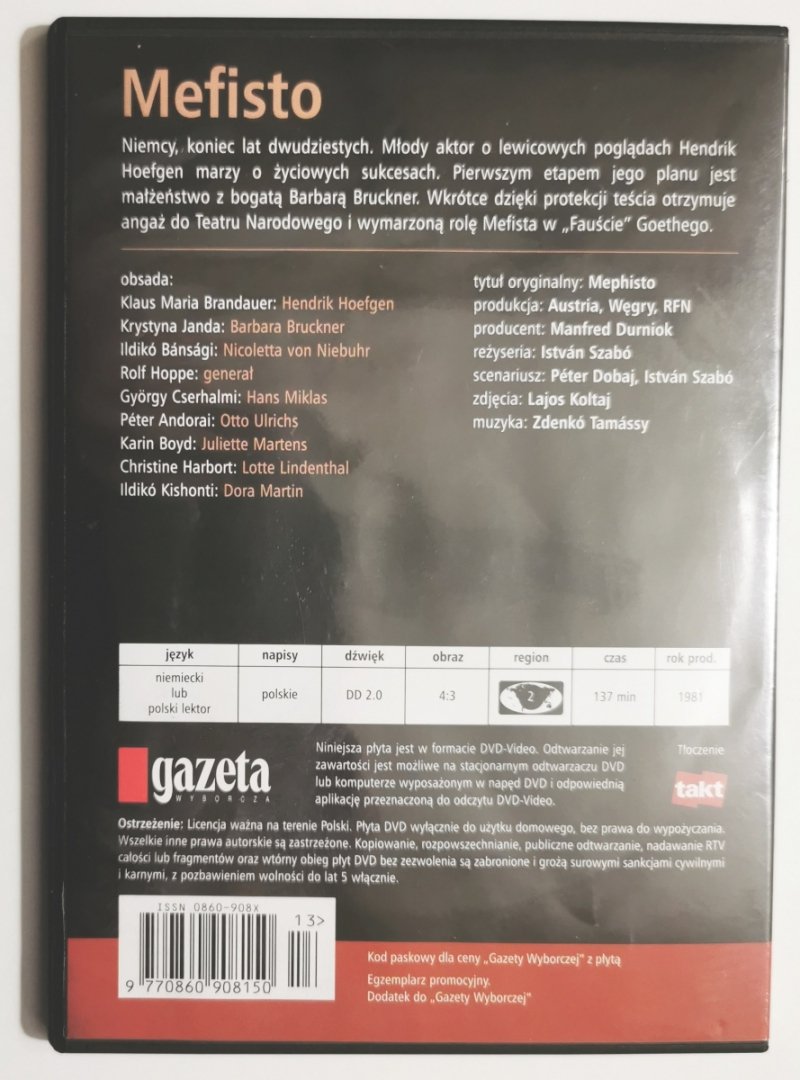 Mefisto
Niemcy, koniec lat dwudziestych. Młody aktor o lewicowych poglądach Hendrik
Hoefgen marzy o życiowych sukcesach. Pierwszym etapem jego planu jest
małżeństwo z bogatą Barbarą Bruckner. Wkrótce dzięki protekcji teścia otrzymuje
angaż do Teatru Narodowego i wymarzoną rolę Mefista w „Fauście” Goethego.
obsada:
Klaus Maria Brandauer: Hendrik Hoefgen
Krystyna Janda: Barbara Bruckner
Ildikó Bánsági: Nicoletta von Niebuhr
Rolf Hoppe: generał
György Cserhalmi: Hans Miklas
Péter Andorai: Otto Ulrichs
Karin Boyd: Juliette Martens
Christine Harbort: Lotte Lindenthal
Ildikó Kishonti: Dora Martin
tytuł oryginalny: Mephisto
produkcja: Austria, Węgry, RFN
producent: Manfred Durniok
reżyseria: István Szabó
scenariusz: Péter Dobaj, István Szabó
zdjęcia: Lajos Koltaj
muzyka: Zdenkó Tamássy
język napisy dźwięk obraz region czas rok prod.
niemiecki
lub
polski lektor
polskie DD 2.0 4:3 2 137 min 1981
gazeta
WYBORCZA
Niniejsza płyta jest w formacie DVD-Video. Odtwarzanie jej
zawartości jest możliwe na stacjonarnym odtwarzaczu DVD
lub komputerze wyposażonym w napęd DVD i odpowiednią
aplikację przeznaczoną do odczytu DVD-Video.
Tłoczenie
takt
Ostrzeżenie: Licencja ważna na terenie Polski. Płyta DVD wyłącznie do użytku domowego, bez prawa do wypożyczania.
Wszelkie inne prawa autorskie są zastrzeżone. Kopiowanie, rozpowszechnianie, publiczne odtwarzanie, nadawanie RTV
całości lub fragmentów oraz wtórny obieg płyt DVD bez zezwolenia są zabronione i grożą surowymi sankcjami cywilnymi
i karnymi, z pozbawieniem wolności do lat 5 włącznie.
ISSN 0860-908X
13>
9 770860 908150
Kod paskowy dla ceny „Gazety Wyborczej” z płytą
Egzemplarz promocyjny.
Dodatek do „Gazety Wyborczej”